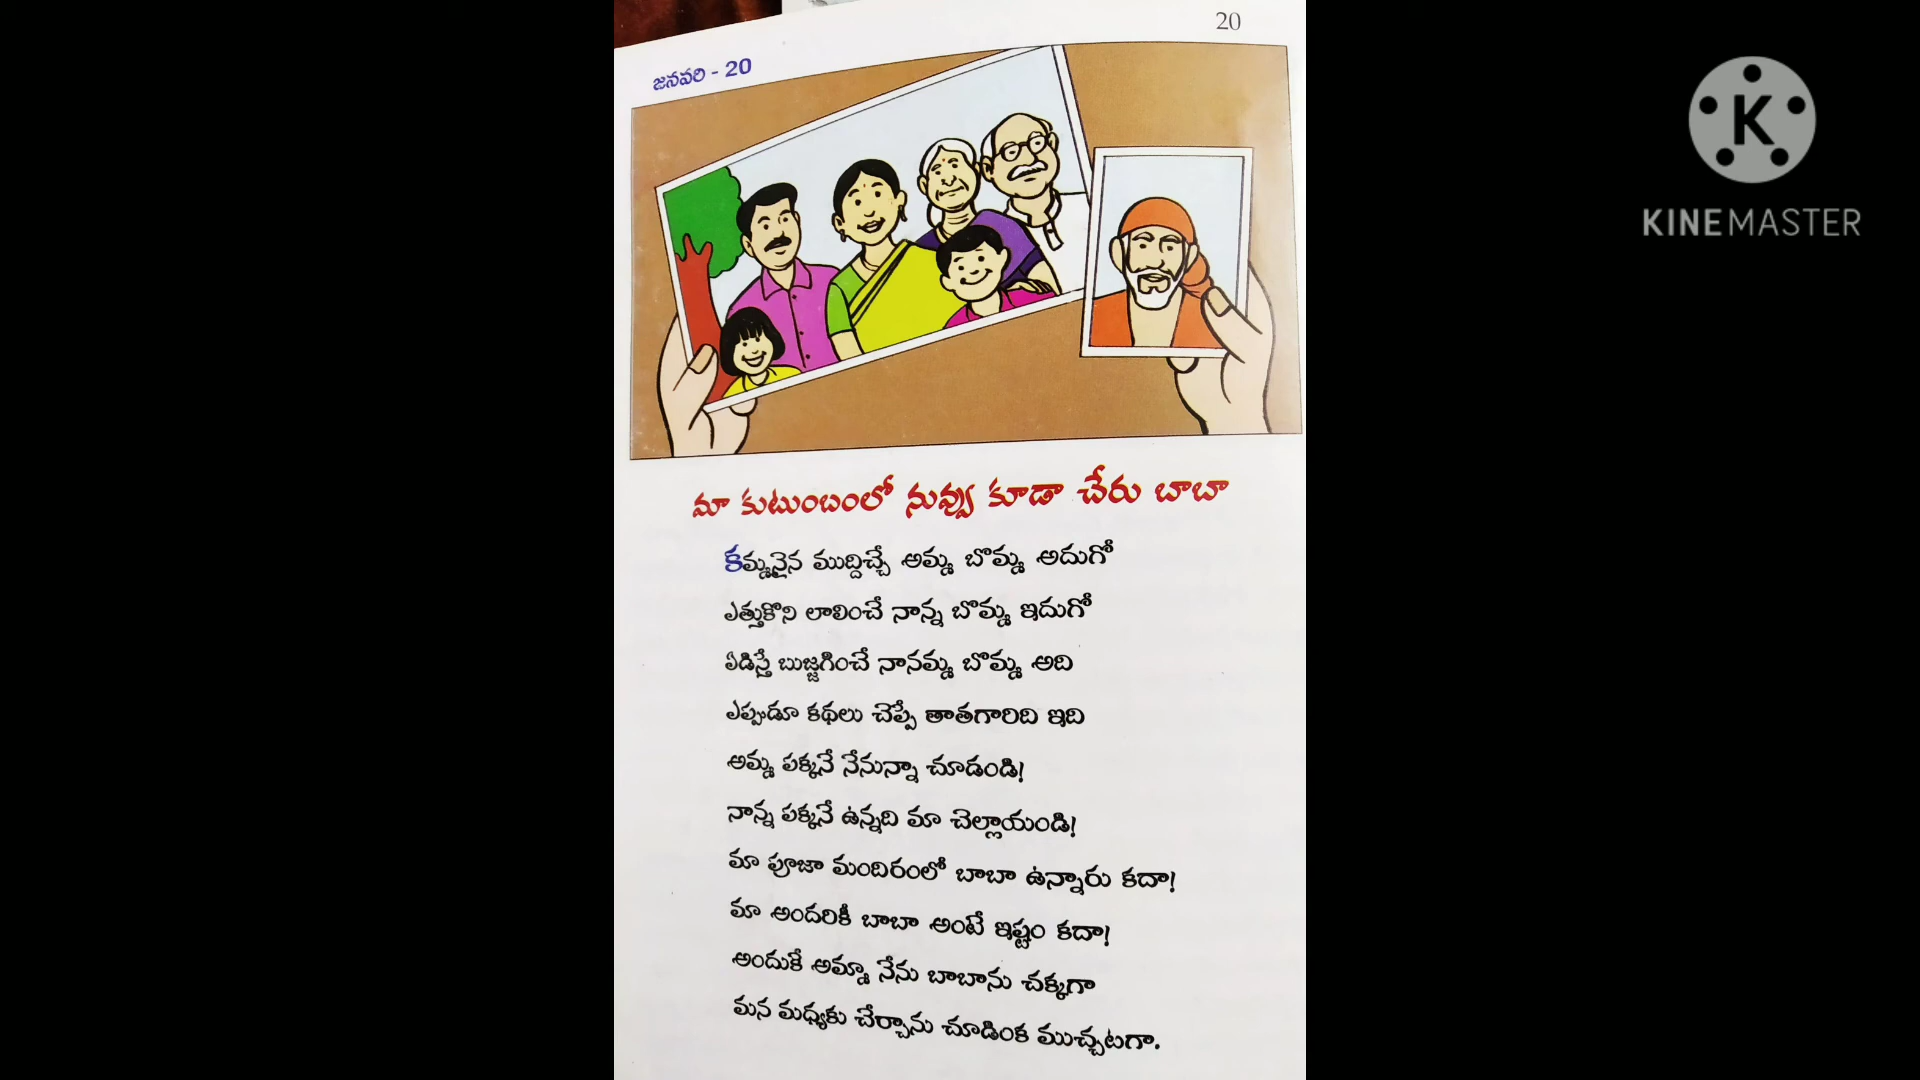 20
జనవరి - 20
మా కుటుంబంలో నువ్వు కూడా చేరు బాబా
కమ్మనైన ముద్దిచ్చే అమ్మ బొమ్మ అదుగో
ఎత్తుకొని లాలించే నాన్న బొమ్మ ఇదుగో
ఏడిస్తే బుజ్జగించే నానమ్మ బొమ్మ అది
ఎప్పుడూ కథలు చెప్పే తాతగారిది ఇది
అమ్మ పక్కనే నేనున్నా చూడండి!
నాన్న పక్కనే ఉన్నది మా చెల్లాయండి!
మా పూజా మందిరంలో బాబా ఉన్నారు కదా!
మా అందరికీ బాబా అంటే ఇష్టం కదా!
అందుకే అమ్మా నేను బాబాను చక్కగా
మన మధ్యకు చేర్చాను చూడింక ముచ్చటగా.
K
KINEMASTER